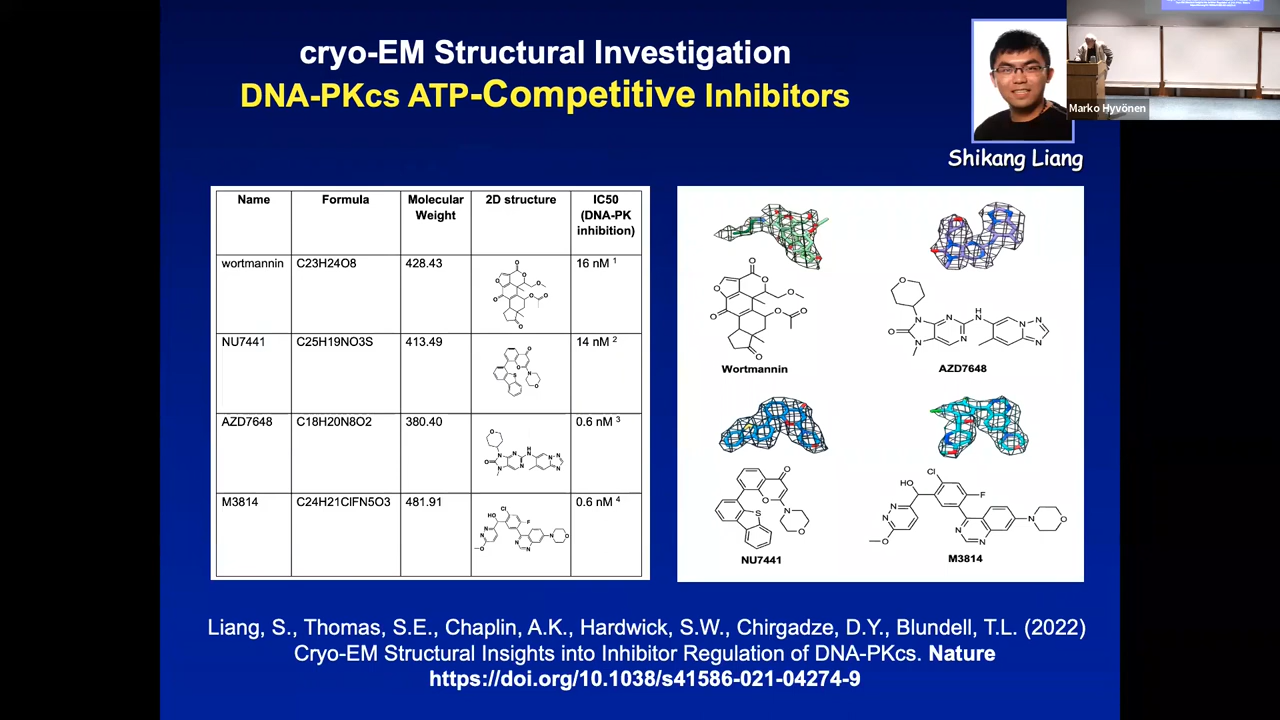 cryo-EM Structural Investigation
DNA-PKcs ATP-Competitive Inhibitors
Marko Hyvönen
Shikang Liang
Name Formula Molecular Weight 2D structure IC50 (DNA-PK inhibition)
wortmannin C23H24O8 428.43 16 nM 1
NU7441 C25H19NO3S 413.49 14 nM 2
AZD7648 C18H20N8O2 380.40 0.6 nM 3
M3814 C24H21ClFN5O3 481.91 0.6 nM 4
Wortmannin
AZD7648
NU7441
M3814
Liang, S., Thomas, S.E., Chaplin, A.K., Hardwick, S.W., Chirgadze, D.Y., Blundell, T.L. (2022)
Cryo-EM Structural Insights into Inhibitor Regulation of DNA-PKcs. Nature
https://doi.org/10.1038/s41586-021-04274-9